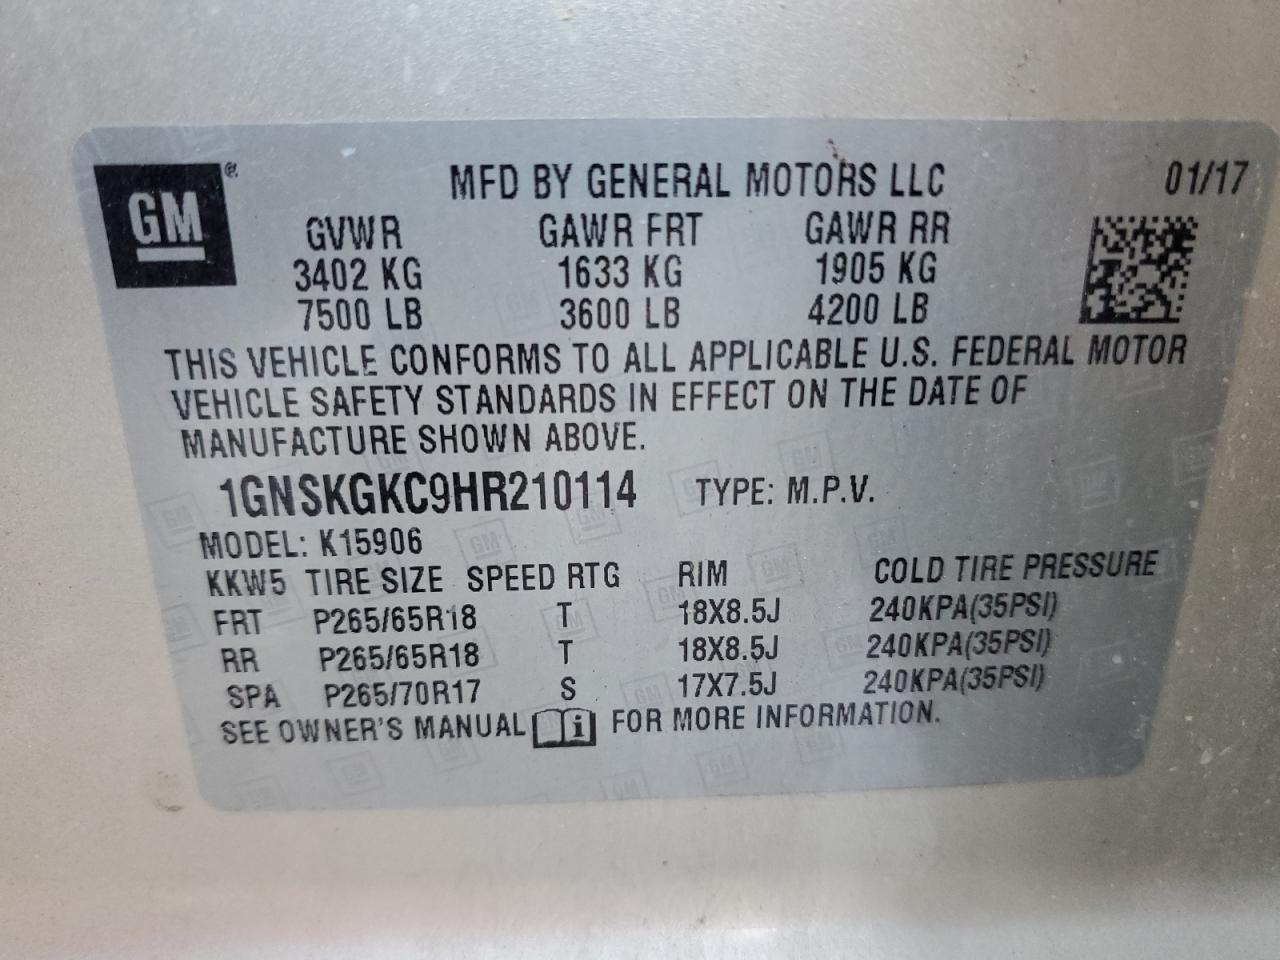 GM ® MFD BY GENERAL MOTORS LLC 01/17
GVWR GAWR FRT GAWR RR
3402 KG 1633 KG 1905 KG
7500 LB 3600 LB 4200 LB
THIS VEHICLE CONFORMS TO ALL APPLICABLE U.S. FEDERAL MOTOR
VEHICLE SAFETY STANDARDS IN EFFECT ON THE DATE OF
MANUFACTURE SHOWN ABOVE.
1GNSKGKC9HR210114 TYPE: M.P.V.
MODEL: K15906
KKW5 TIRE SIZE SPEED RTG RIM COLD TIRE PRESSURE
FRT P265/65R18 T 18X8.5J 240KPA(35PSI)
RR P265/65R18 T 18X8.5J 240KPA(35PSI)
SPA P265/70R17 S 17X7.5J 240KPA(35PSI)
SEE OWNER'S MANUAL i FOR MORE INFORMATION.